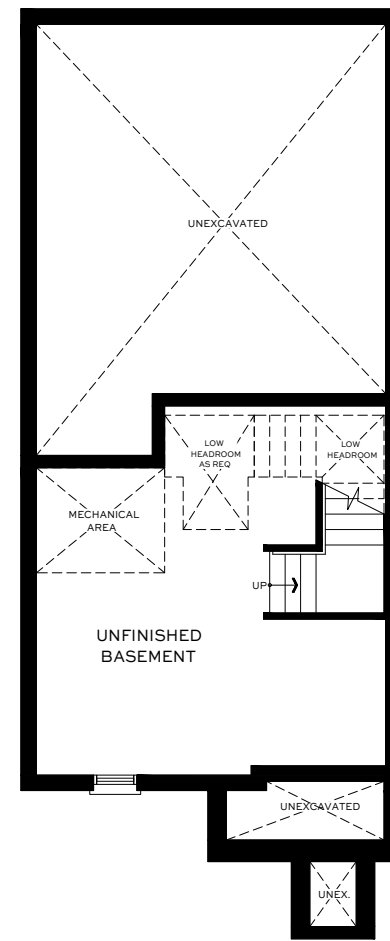 UNEXCAVATED
LOW
HEADROOM
AS REQ
LOW
HEADROOM
MECHANICAL
AREA
UP
UNFINISHED
BASEMENT
UNEXCAVATED
UNEX.